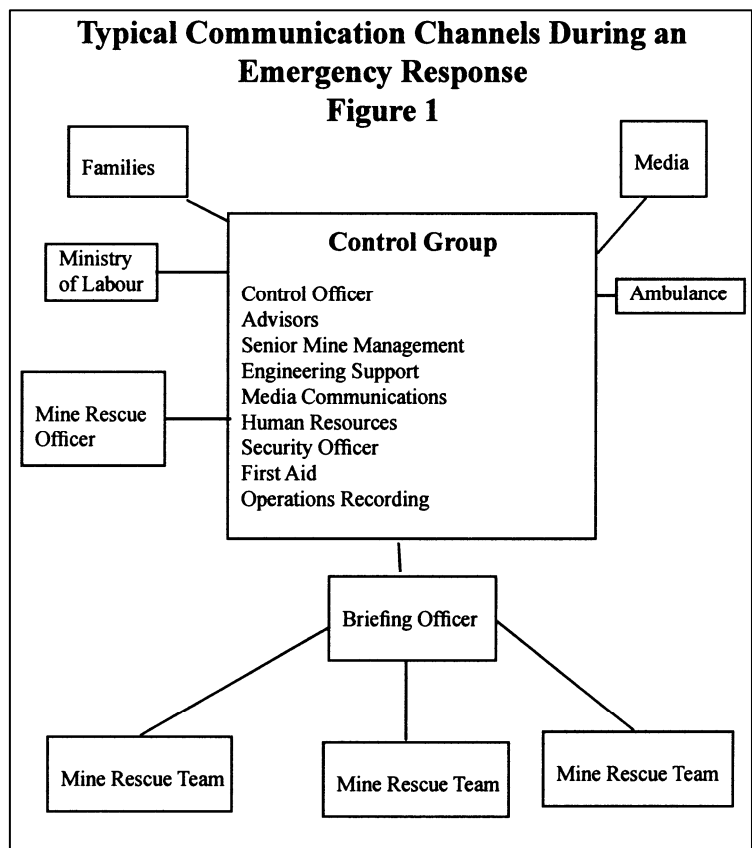 Typical Communication Channels During an
Emergency Response
Figure 1
Families
Media
Control Group
Ministry
of Labour
Control Officer
Advisors
Senior Mine Management
Engineering Support
Media Communications
Human Resources
Security Officer
First Aid
Operations Recording
Ambulance
Mine Rescue
Officer
Briefing Officer
Mine Rescue Team
Mine Rescue Team
Mine Rescue Team